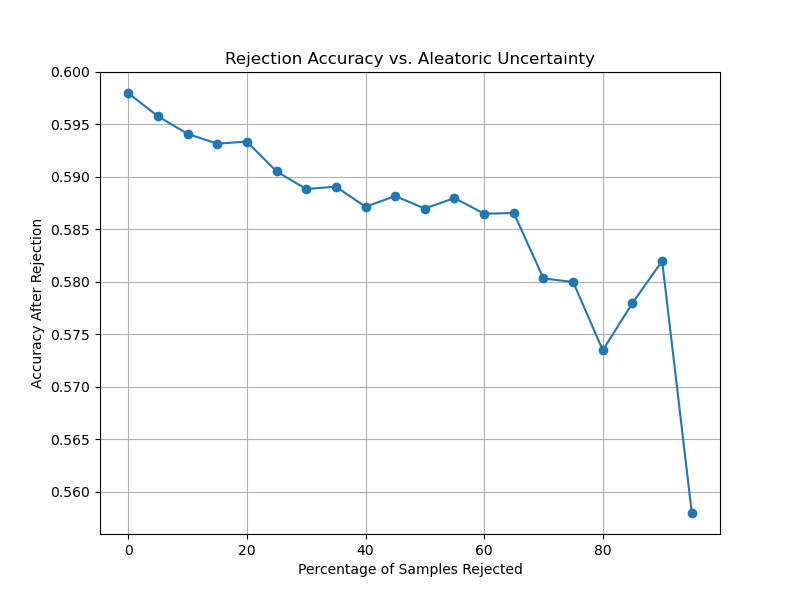 Rejection Accuracy vs. Aleatoric Uncertainty
0.600
0.595
0.590
0.585
0.580
0.575
0.570
0.565
0.560
Accuracy After Rejection
0 20 40 60 80
Percentage of Samples Rejected